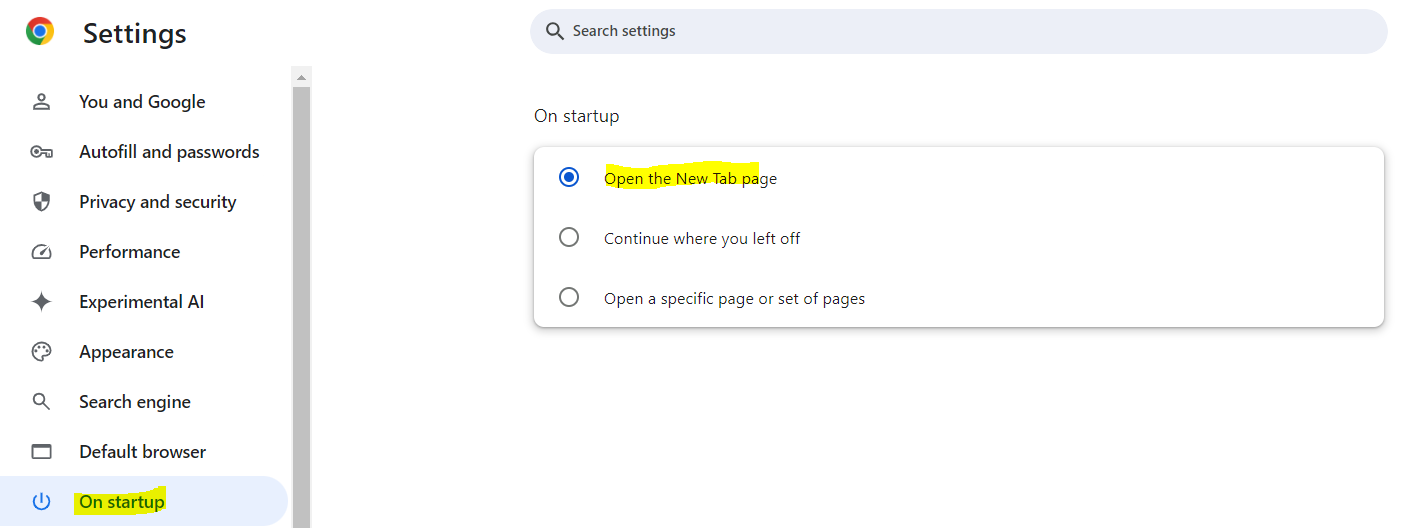 Settings
Search settings
You and Google
Autofill and passwords
Privacy and security
Performance
Experimental AI
Appearance
Search engine
Default browser
On startup
On startup
Open the New Tab page
Continue where you left off
Open a specific page or set of pages